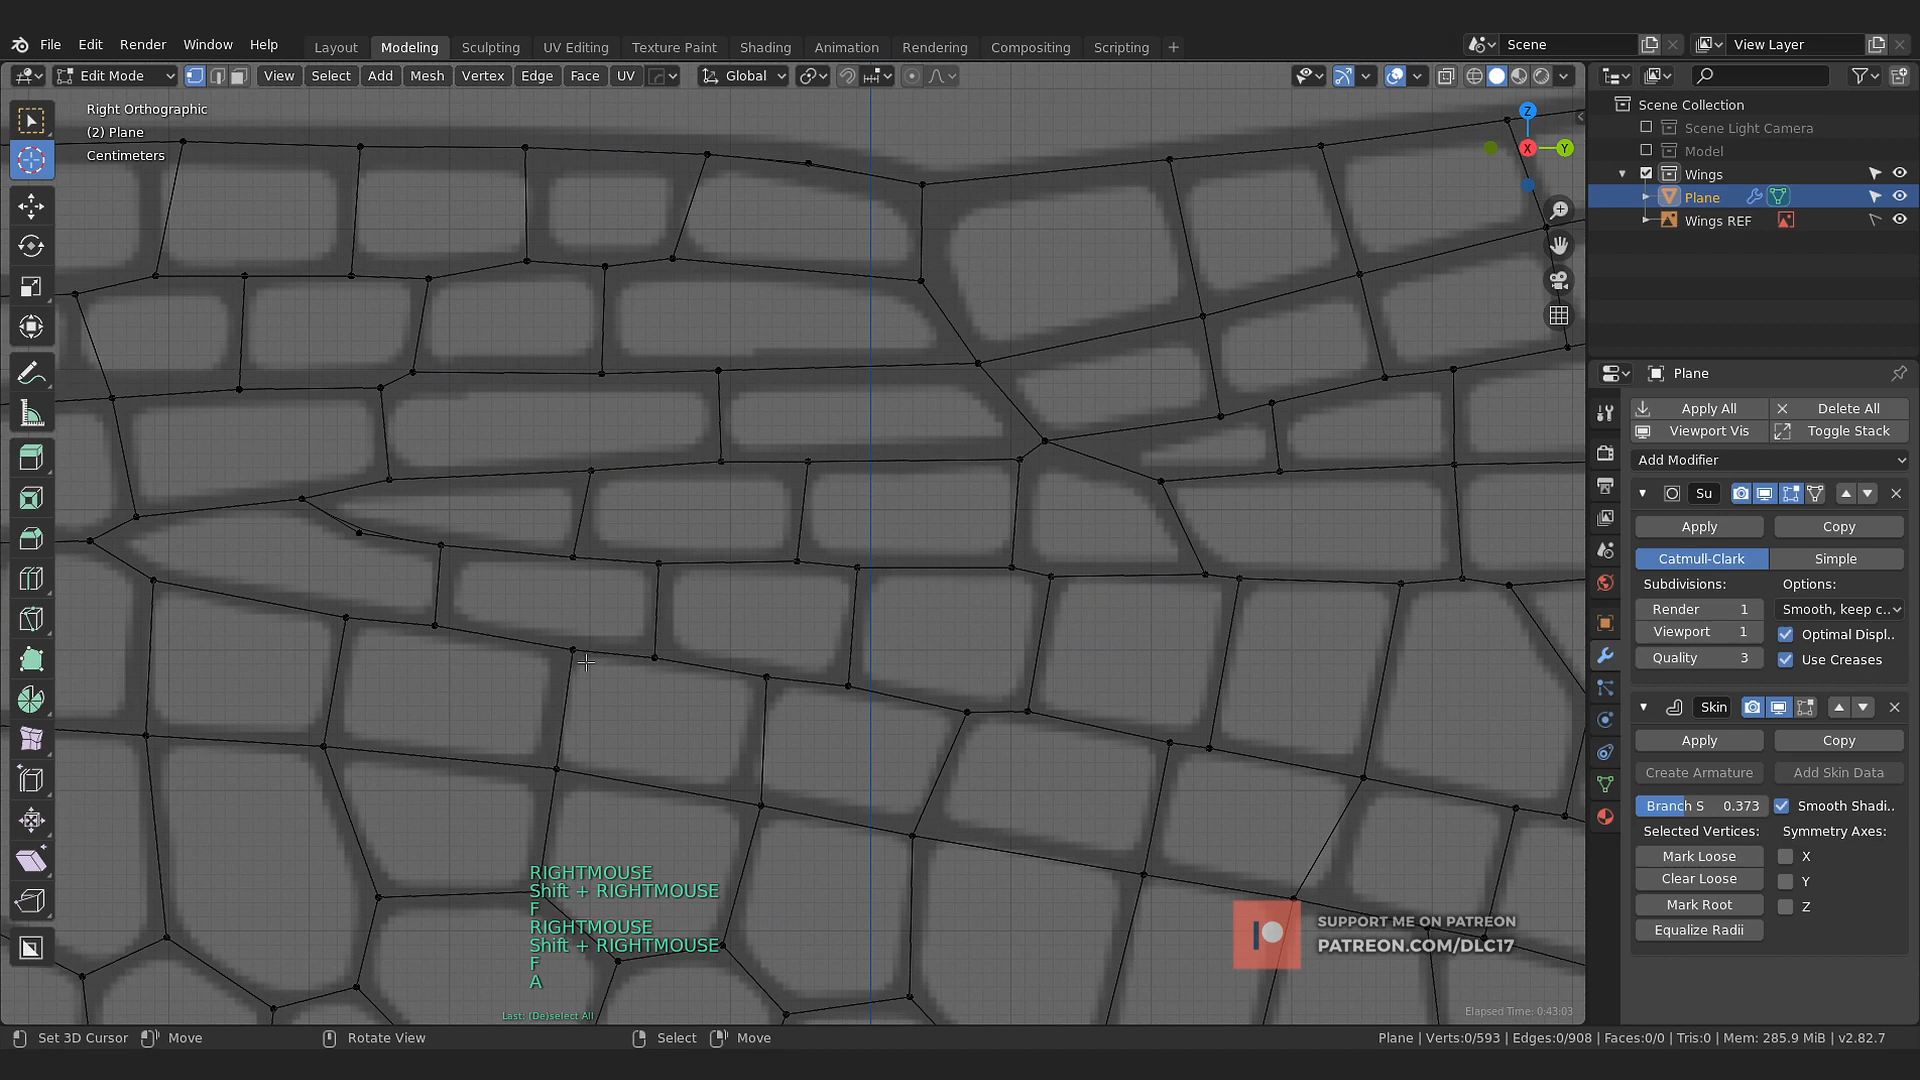 File Edit Render Window Help Layout Modeling Sculpting UV Editing Texture Paint Shading Animation Rendering Compositing Scripting + Scene View Layer
Edit Mode View Select Add Mesh Vertex Edge Face UV Global
Right Orthographic
(2) Plane
Centimeters
Z
X
Y
Scene Collection
Scene Light Camera
Model
Wings
Plane
Wings REF
Plane
Apply All Delete All
Viewport Vis Toggle Stack
Add Modifier
Su
Apply Copy
Catmull-Clark Simple
Subdivisions: Options:
Render 1 Smooth, keep c..
Viewport 1 Optimal Displ..
Quality 3 Use Creases
Skin
Apply Copy
Create Armature Add Skin Data
Branch S 0.373 Smooth Shadi..
Selected Vertices: Symmetry Axes:
Mark Loose X
Clear Loose Y
Mark Root Z
Equalize Radii
RIGHTMOUSE
Shift + RIGHTMOUSE
F
RIGHTMOUSE
Shift + RIGHTMOUSE
F
A
Last: (De)select All
SUPPORT ME ON PATREON
PATREON.COM/DLC17
Elapsed Time: 0:43:03
Set 3D Cursor Move Rotate View Select Move Plane | Verts:0/593 | Edges:0/908 | Faces:0/0 | Tris:0 | Mem: 285.9 MiB | v2.82.7